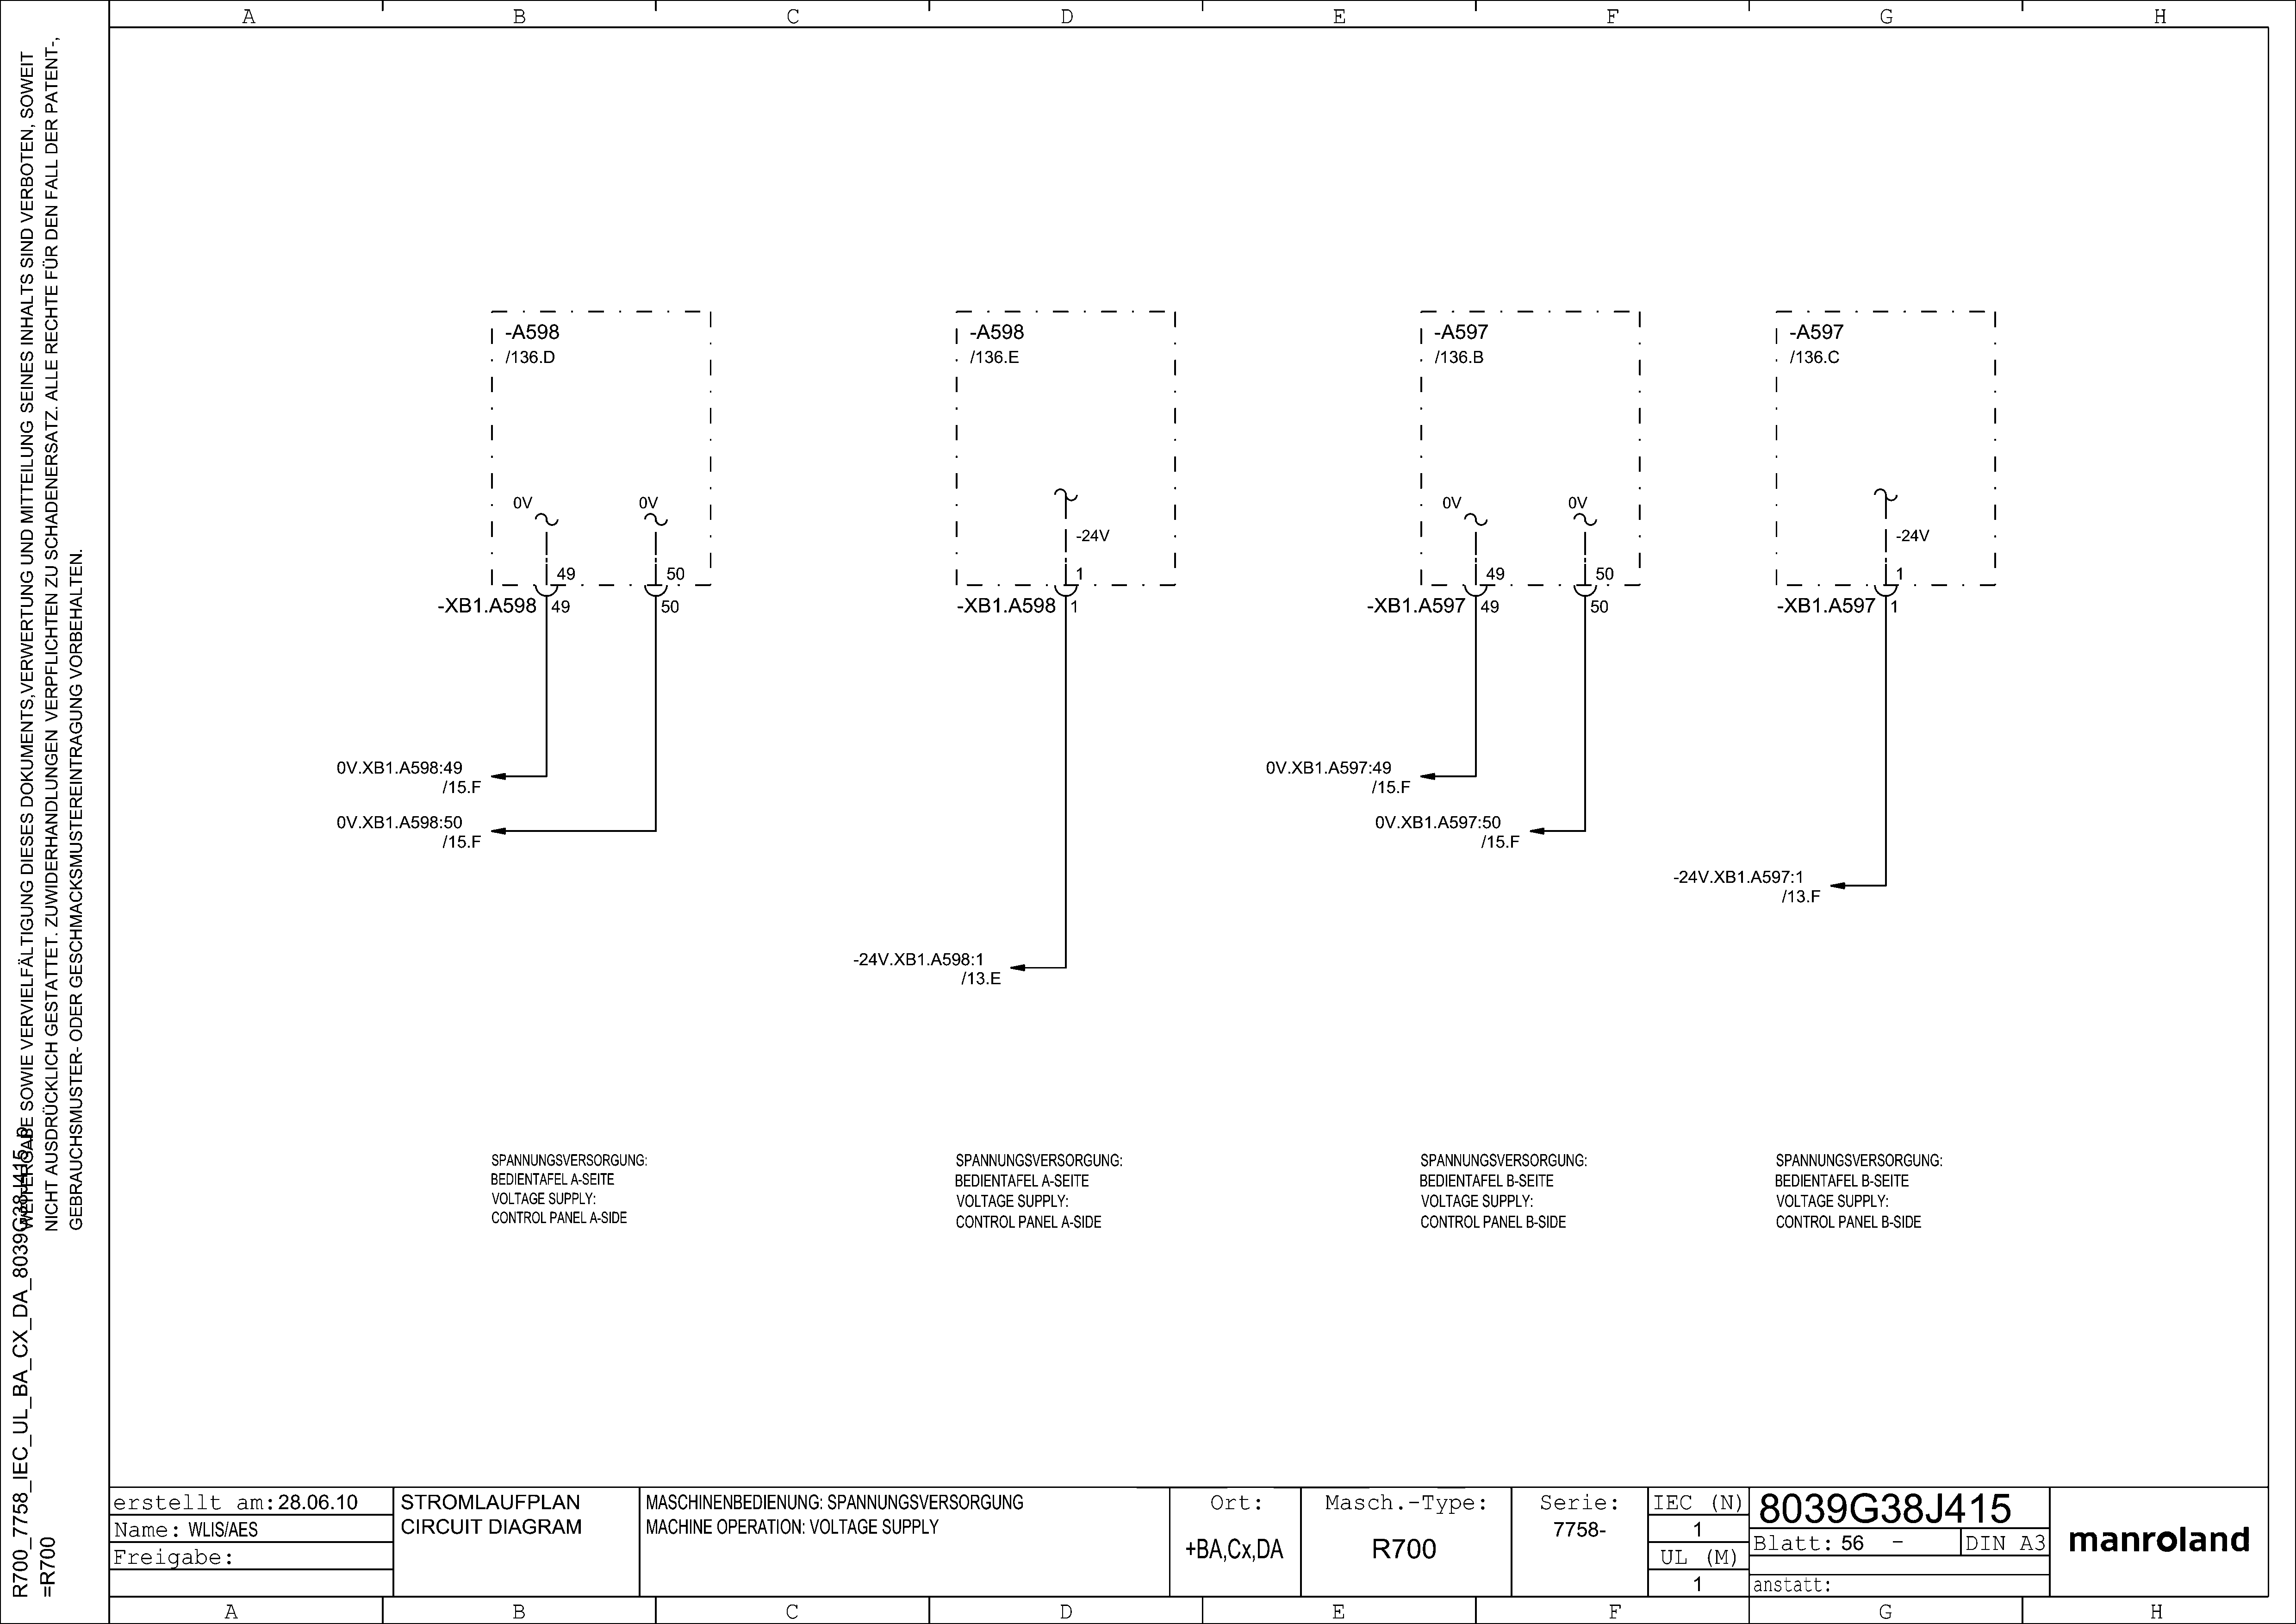 A B C D E F G H
WEITERGABE SOWIE VERVIELFÄLTIGUNG DIESES DOKUMENTS,VERWERTUNG UND MITTEILUNG SEINES INHALTS SIND VERBOTEN, SOWEIT
NICHT AUSDRÜCKLICH GESTATTET. ZUWIDERHANDLUNGEN VERPFLICHTEN ZU SCHADENERSATZ. ALLE RECHTE FÜR DEN FALL DER PATENT-,
GEBRAUCHSMUSTER- ODER GESCHMACKSMUSTEREINTRAGUNG VORBEHALTEN.
R700_7758_IEC_UL_BA_CX_DA_8039G38J415_p
=R700
-A598
/136.D
0V 0V
49 50
-XB1.A598 49 50
0V.XB1.A598:49
/15.F
0V.XB1.A598:50
/15.F
SPANNUNGSVERSORGUNG:
BEDIENTAFEL A-SEITE
VOLTAGE SUPPLY:
CONTROL PANEL A-SIDE
-A598
/136.E
-24V
1
-XB1.A598 1
-24V.XB1.A598:1
/13.E
SPANNUNGSVERSORGUNG:
BEDIENTAFEL A-SEITE
VOLTAGE SUPPLY:
CONTROL PANEL A-SIDE
-A597
/136.B
0V 0V
49 50
-XB1.A597 49 50
0V.XB1.A597:49
/15.F
0V.XB1.A597:50
/15.F
SPANNUNGSVERSORGUNG:
BEDIENTAFEL B-SEITE
VOLTAGE SUPPLY:
CONTROL PANEL B-SIDE
-A597
/136.C
-24V
1
-XB1.A597 1
-24V.XB1.A597:1
/13.F
SPANNUNGSVERSORGUNG:
BEDIENTAFEL B-SEITE
VOLTAGE SUPPLY:
CONTROL PANEL B-SIDE
erstellt am: 28.06.10
Name: WLIS/AES
Freigabe:
STROMLAUFPLAN
CIRCUIT DIAGRAM
MASCHINENBEDIENUNG: SPANNUNGSVERSORGUNG
MACHINE OPERATION: VOLTAGE SUPPLY
Ort:
+BA,Cx,DA
Masch.-Type:
R700
Serie:
7758-
IEC (N)
1
UL (M)
1
8039G38J415
Blatt: 56 - DIN A3
anstatt:
manroland
A B C D E F G H